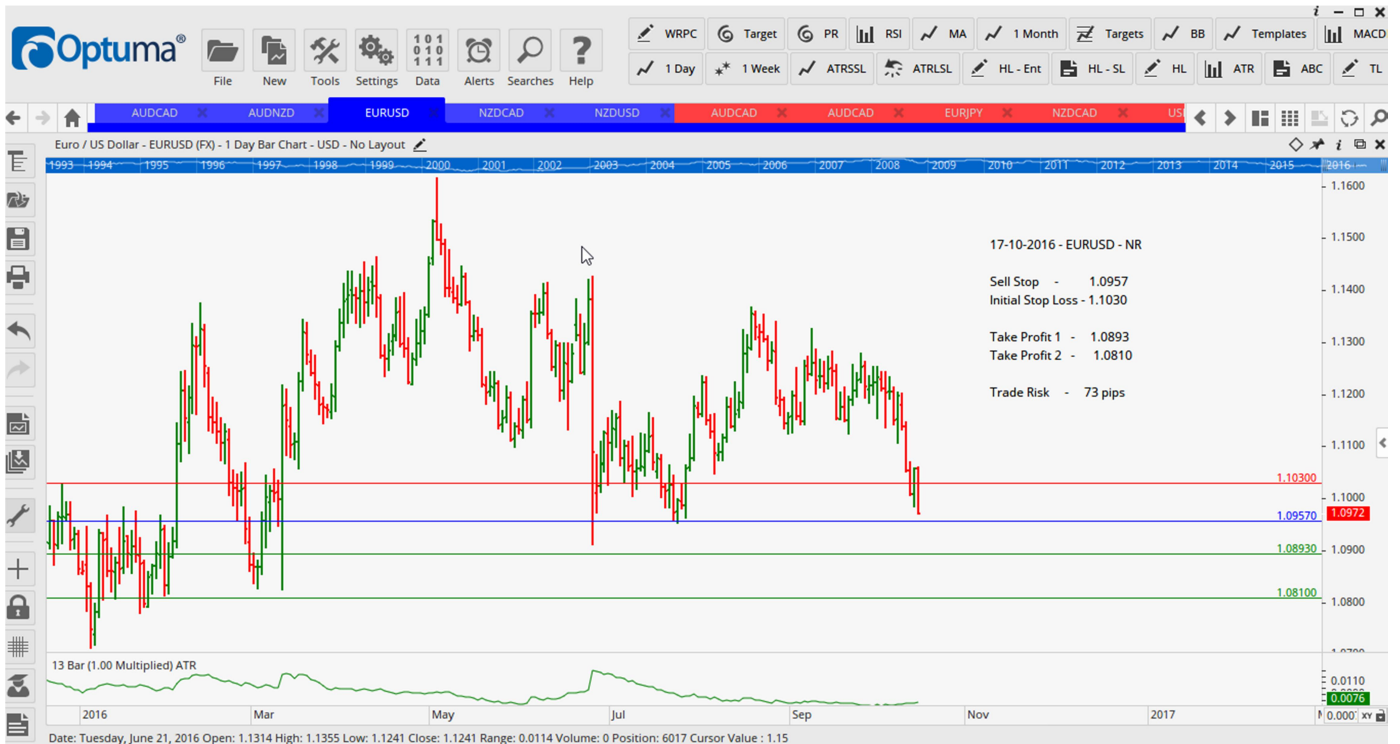 Optuma®
File
New
Tools
Settings
Data
Alerts
Searches
Help
WRPC
Target
PR
RSI
MA
1 Month
Targets
BB
Templates
MACD
1 Day
1 Week
ATRSSL
ATRLSL
HL - Ent
HL - SL
HL
ATR
ABC
TL
AUDCAD
AUDNZD
EURUSD
NZDCAD
NZDUSD
AUDCAD
AUDCAD
EURJPY
NZDCAD
Euro / US Dollar - EURUSD (FX) - 1 Day Bar Chart - USD - No Layout
1993 1994 1995 1996 1997 1998 1999 2000 2001 2002 2003 2004 2005 2006 2007 2008 2009 2010 2011 2012 2013 2014 2015 2016
1.1600
1.1500
1.1400
1.1300
1.1200
1.1100
1.1000
1.0972
1.0900
1.0800
17-10-2016 - EURUSD - NR
Sell Stop - 1.0957
Initial Stop Loss - 1.1030
Take Profit 1 - 1.0893
Take Profit 2 - 1.0810
Trade Risk - 73 pips
1.10300
1.09570
1.08930
1.08100
13 Bar (1.00 Multiplied) ATR
0.0110
0.0076
2016 Mar May Jul Sep Nov 2017
XY
Date: Tuesday, June 21, 2016 Open: 1.1314 High: 1.1355 Low: 1.1241 Close: 1.1241 Range: 0.0114 Volume: 0 Position: 6017 Cursor Value : 1.15